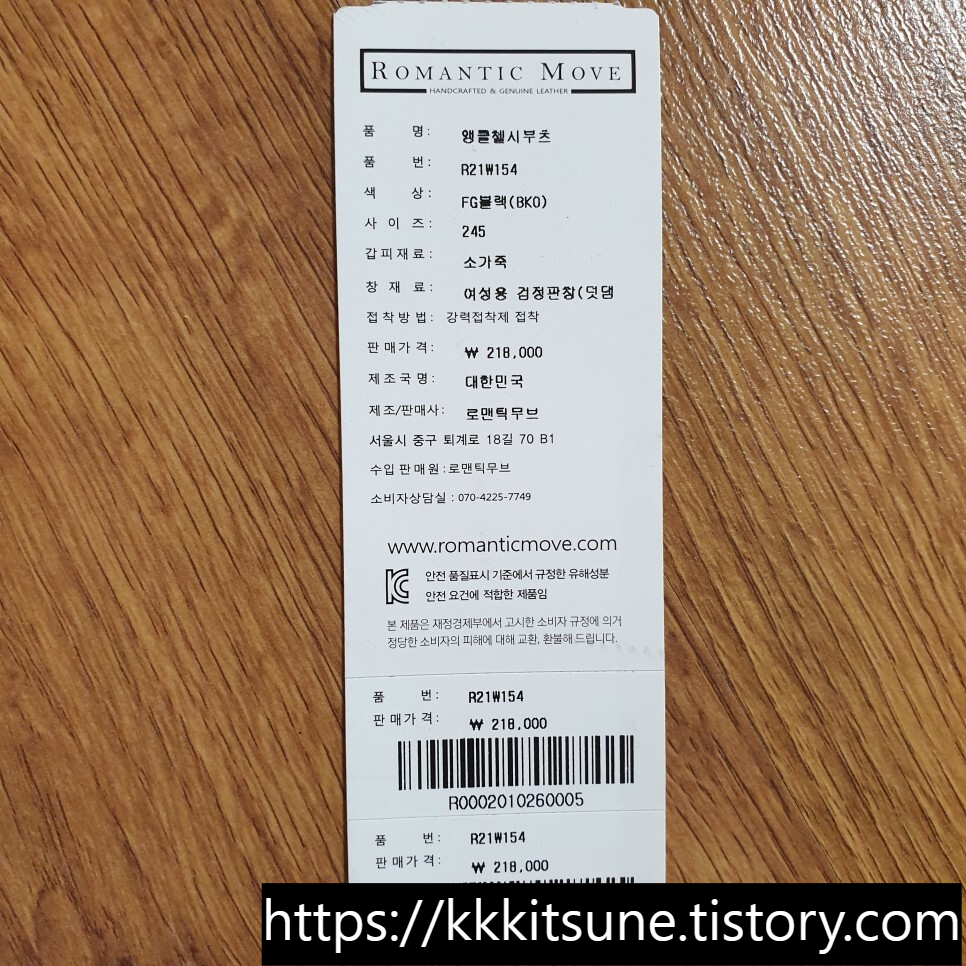 ROMANTIC MOVE
HANDCRAFTED & GENUINE LEATHER
품 명: 앵클첼시부츠
품 번: R21W154
색 상: FG블랙(BKO)
사 이 즈: 245
갑피재료: 소가죽
창 재 료: 여성용 검정판창(덧댐
접착방법: 강력접착제 접착
판매가격: ₩ 218,000
제조국명: 대한민국
제조/판매사: 로맨틱무브
서울시 중구 퇴계로 18길 70 B1
수입판매원 : 로맨틱무브
소비자상담실 : 070-4225-7749
www.romanticmove.com
안전 품질표시 기준에서 규정한 유해성분
안전 요건에 적합한 제품임
본 제품은 재정경제부에서 고시한 소비자 규정에 의거
정당한 소비자의 피해에 대해 교환, 환불해 드립니다.
품 번: R21W154
판매가격: ₩ 218,000
R0002010260005
품 번: R21W154
판매가격: ₩ 218,000
https://kkkitsune.tistory.com